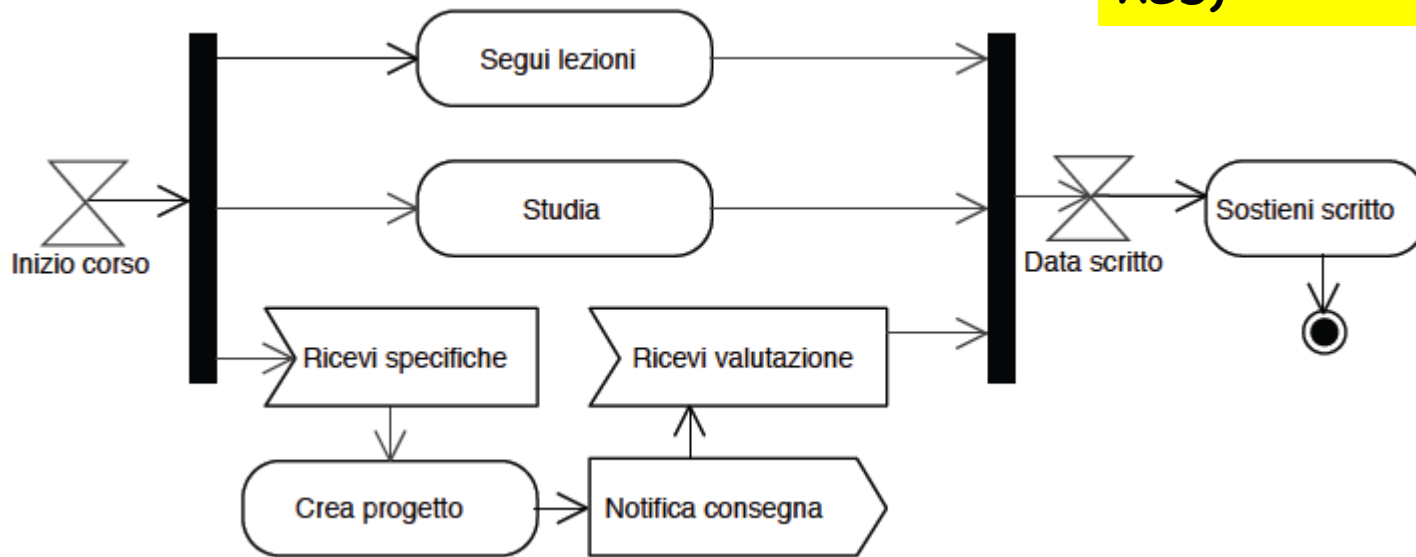 Segui lezioni
Studia
Inizio corso
Sostieni scritto
Data scritto
Ricevi specifiche
Ricevi valutazione
Crea progetto
Notifica consegna